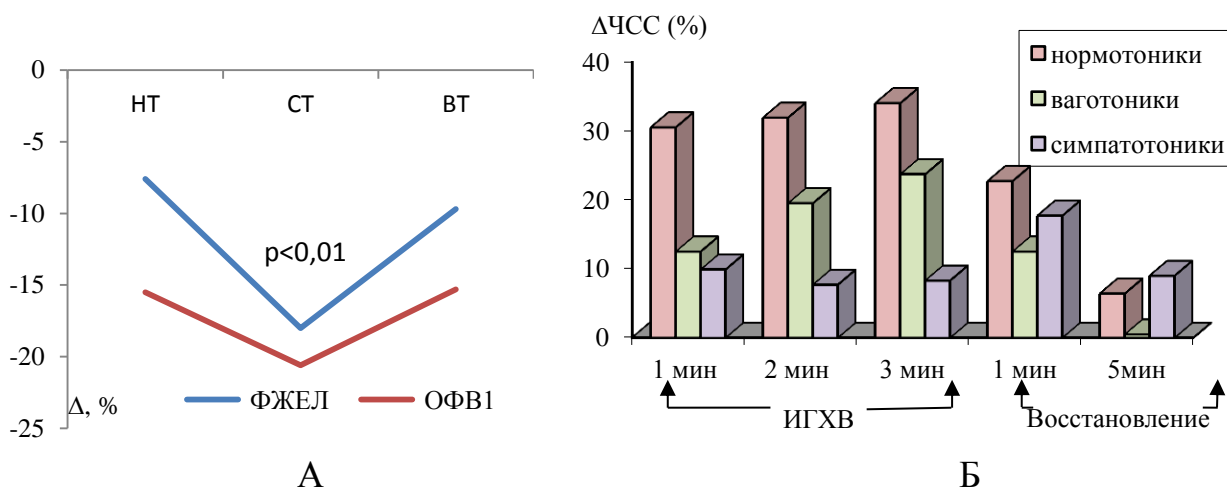 0
НТ СТ ВТ
-5
-10
p<0,01
-15
-20
Δ, % ФЖЕЛ ОФВ1
-25
А
ΔЧСС (%)
нормотоники
ваготоники
симпатотоники
40
30
20
10
0
1 мин 2 мин 3 мин 1 мин 5мин
ИГХВ Восстановление
Б